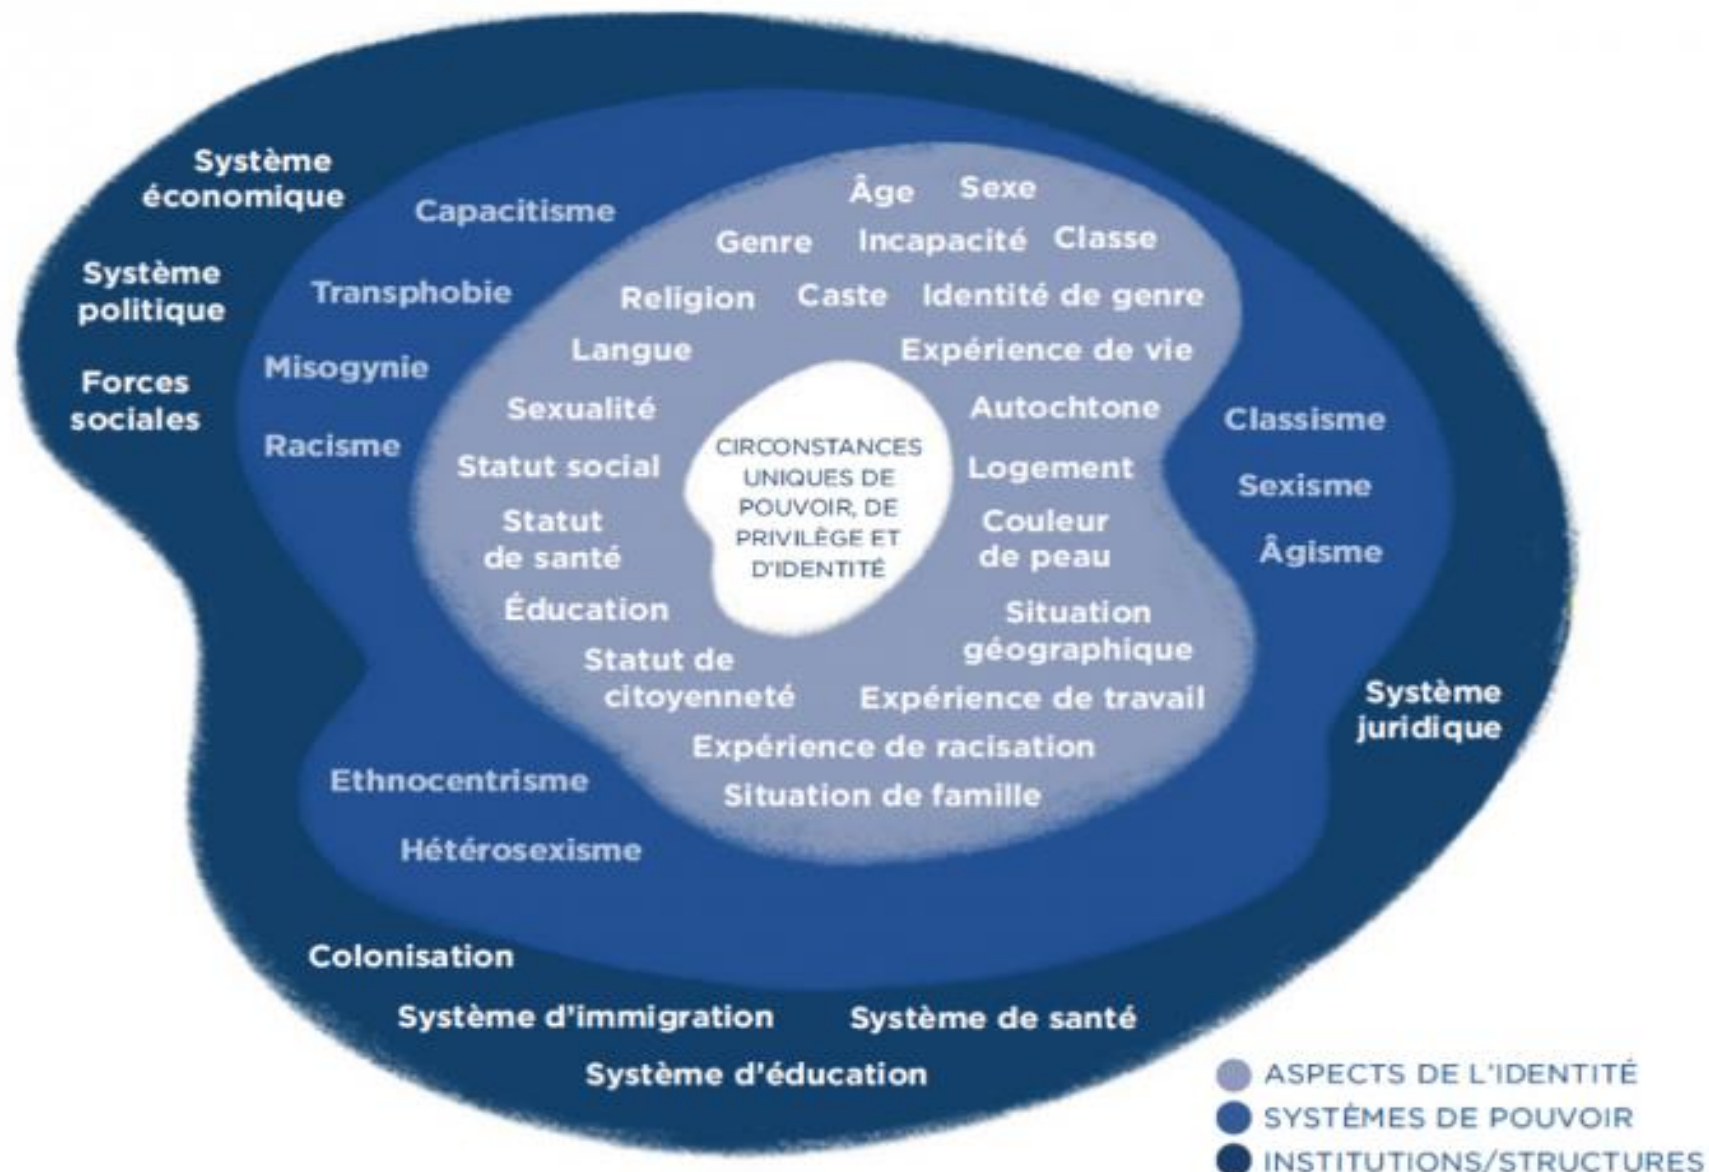 Système
économique
Système
politique
Forces
sociales
Capacitisme
Transphobie
Misogynie
Racisme
Âge Sexe
Genre Incapacité Classe
Religion Caste Identité de genre
Langue Expérience de vie
Sexualité Autochtone
Statut social Logement
Statut
de santé
Couleur
de peau
Éducation
Situation
géographique
Statut de
citoyenneté
Expérience de travail
Expérience de racisation
Situation de famille
CIRCONSTANCES
UNIQUES DE
POUVOIR, DE
PRIVILÈGE ET
D'IDENTITÉ
Classisme
Sexisme
Âgisme
Système
juridique
Ethnocentrisme
Hétérosexisme
Colonisation
Système d'immigration Système de santé
Système d'éducation
ASPECTS DE L'IDENTITÉ
SYSTÈMES DE POUVOIR
INSTITUTIONS/STRUCTURES